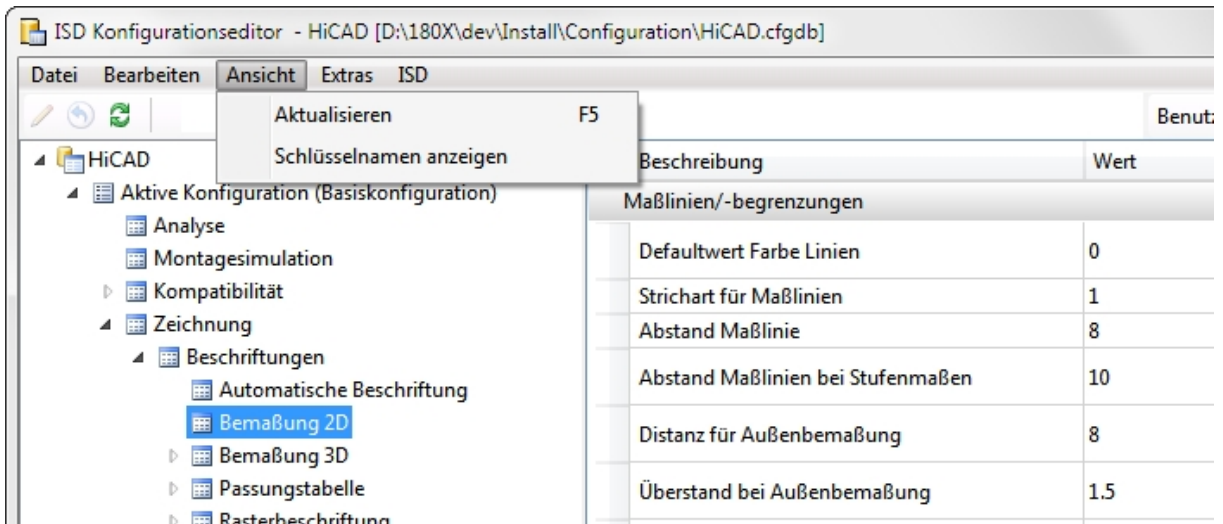 ISD Konfigurationseditor - HiCAD [D:\180X\dev\Install\Configuration\HiCAD.cfgdb]
Datei Bearbeiten Ansicht Extras ISD
Aktualisieren F5
Schlüsselnamen anzeigen
Benutz
HiCAD
Aktive Konfiguration (Basiskonfiguration)
Analyse
Montagesimulation
Kompatibilität
Zeichnung
Beschriftungen
Automatische Beschriftung
Bemaßung 2D
Bemaßung 3D
Passungstabelle
Rasterbeschriftung
Beschreibung Wert
Maßlinien/-begrenzungen
Defaultwert Farbe Linien 0
Strichart für Maßlinien 1
Abstand Maßlinie 8
Abstand Maßlinien bei Stufenmaßen 10
Distanz für Außenbemaßung 8
Überstand bei Außenbemaßung 1.5